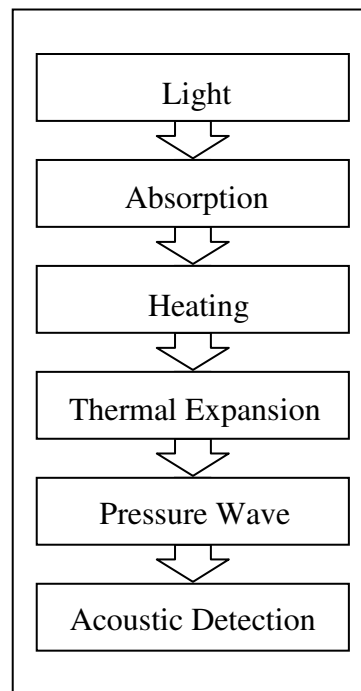 Light
Absorption
Heating
Thermal Expansion
Pressure Wave
Acoustic Detection